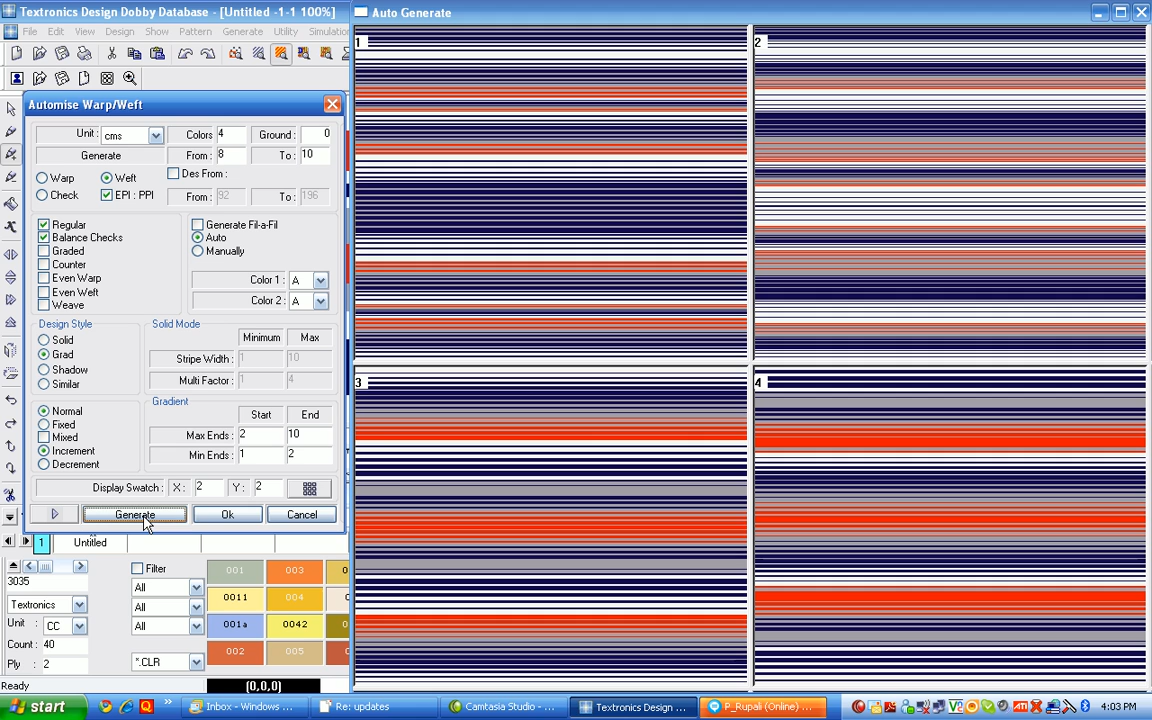 Textronics Design Dobby Database - [Untitled -1-1 100%]
Auto Generate
File Edit View Design Show Pattern Generate Utility Simulation
Automise Warp/Weft
Unit : cms Colors 4 Ground: 0
Generate From : 8 To : 10
Warp Weft Des From :
Check EPI : PPI From : 92 To : 196
Regular
Balance Checks
Graded
Counter
Even Warp
Even Weft
Weave
Generate Fil-a-Fil
Auto
Manually
Color 1 : A
Color 2 : A
Design Style
Solid
Grad
Shadow
Similar
Solid Mode
Minimum Max
Stripe Width : 1 10
Multi Factor : 1 4
Normal
Fixed
Mixed
Increment
Decrement
Gradient
Start End
Max Ends : 2 10
Min Ends : 1 2
Display Swatch : X : 2 Y : 2
Generate Ok Cancel
1
2
3
4
1 Untitled
3035
Textronics
Unit : CC
Count : 40
Ply : 2
Filter
All
All
All
*.CLR
001 003
0011 004
001a 0042
002 005
Ready
(0,0,0)
start
Inbox - Windows ...
Re: updates
Camtasia Studio - ...
Textronics Design ...
P_Rupali (Online) ...
4:03 PM